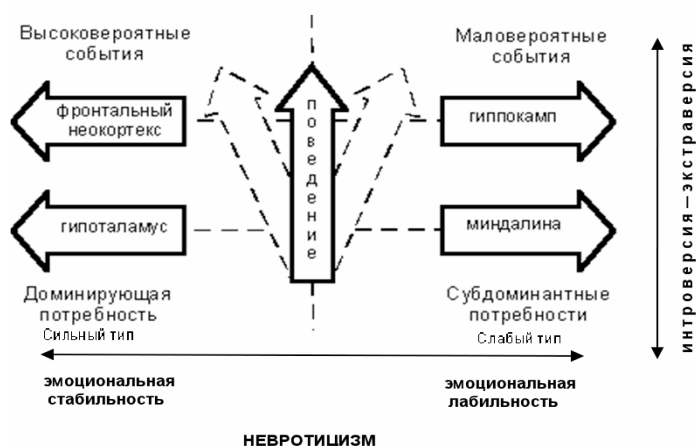 Высоковероятные
события
Маловероятные
события
фронтальный
неокортекс
поведение
гиппокамп
гипоталамус
миндалина
Доминирующая
потребность
Сильный тип
Субдоминантные
потребности
Слабый тип
эмоциональная
стабильность
эмоциональная
лабильность
НЕВРОТИЦИЗМ
интроверсия – экстраверсия